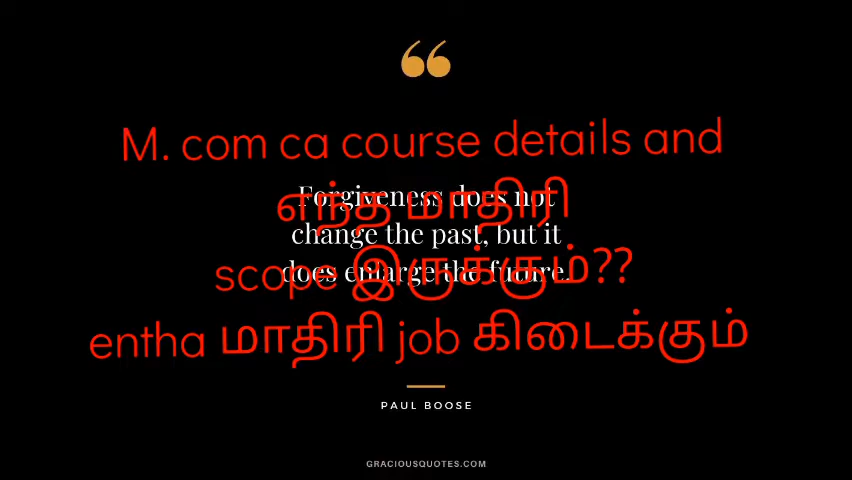 ❝
M. com ca course details and
Forgiveness does not
எந்த மாதிரி
change the past, but it
does enlarge the future.
scope இருக்கும்??
entha மாதிரி job கிடைக்கும்
PAUL BOOSE
GRACIOUSQUOTES.COM